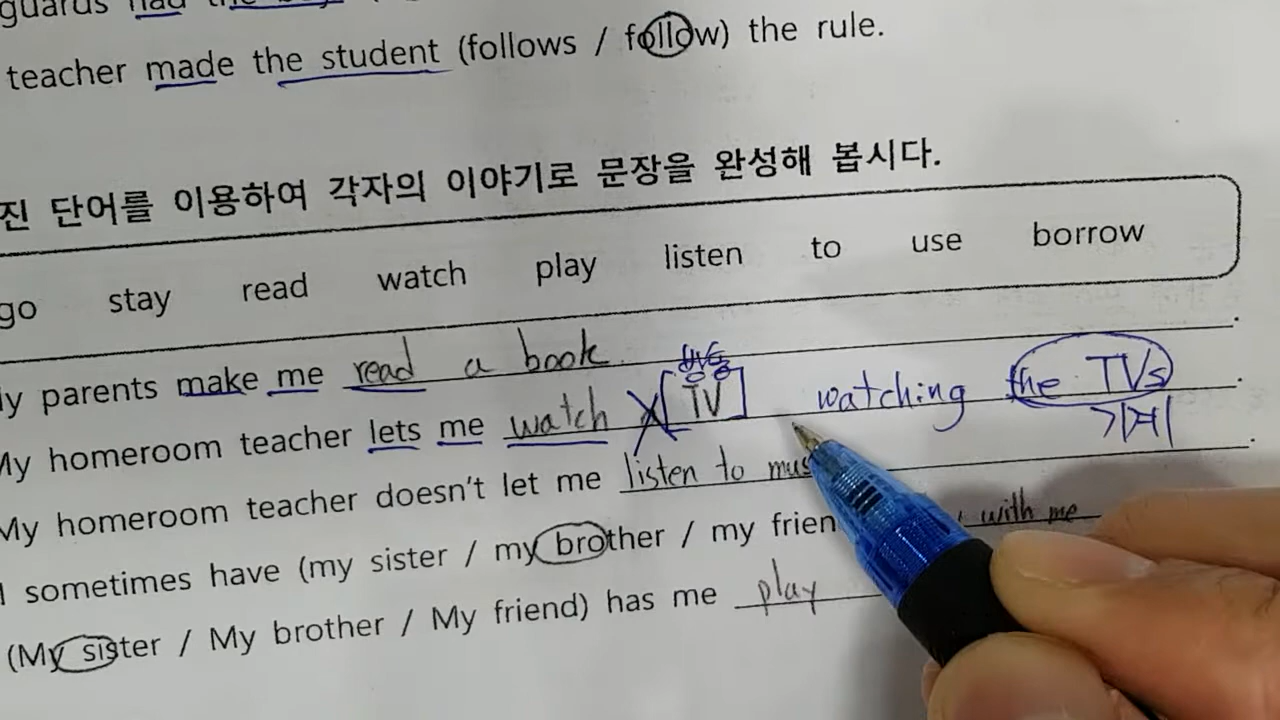 guards had the boy
teacher made the student (follows / follow) the rule.
진 단어를 이용하여 각자의 이야기로 문장을 완성해 봅시다.
go stay read watch play listen to use borrow
My parents make me read a book .
My homeroom teacher lets me watch X [TV] 방송 watching the TVs .
기계
My homeroom teacher doesn't let me listen to mus .
I sometimes have (my sister / my brother / my frien with me
(My sister / My brother / My friend) has me play